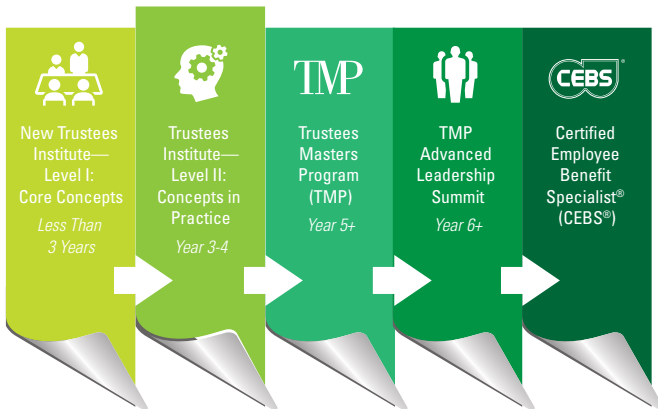 New Trustees
Institute—
Level I:
Core Concepts
Less Than
3 Years
Trustees
Institute—
Level II:
Concepts in
Practice
Year 3-4
TMP
Trustees
Masters
Program
(TMP)
Year 5+
TMP
Advanced
Leadership
Summit
Year 6+
CEBS®
Certified
Employee
Benefit
Specialist®
(CEBS®)